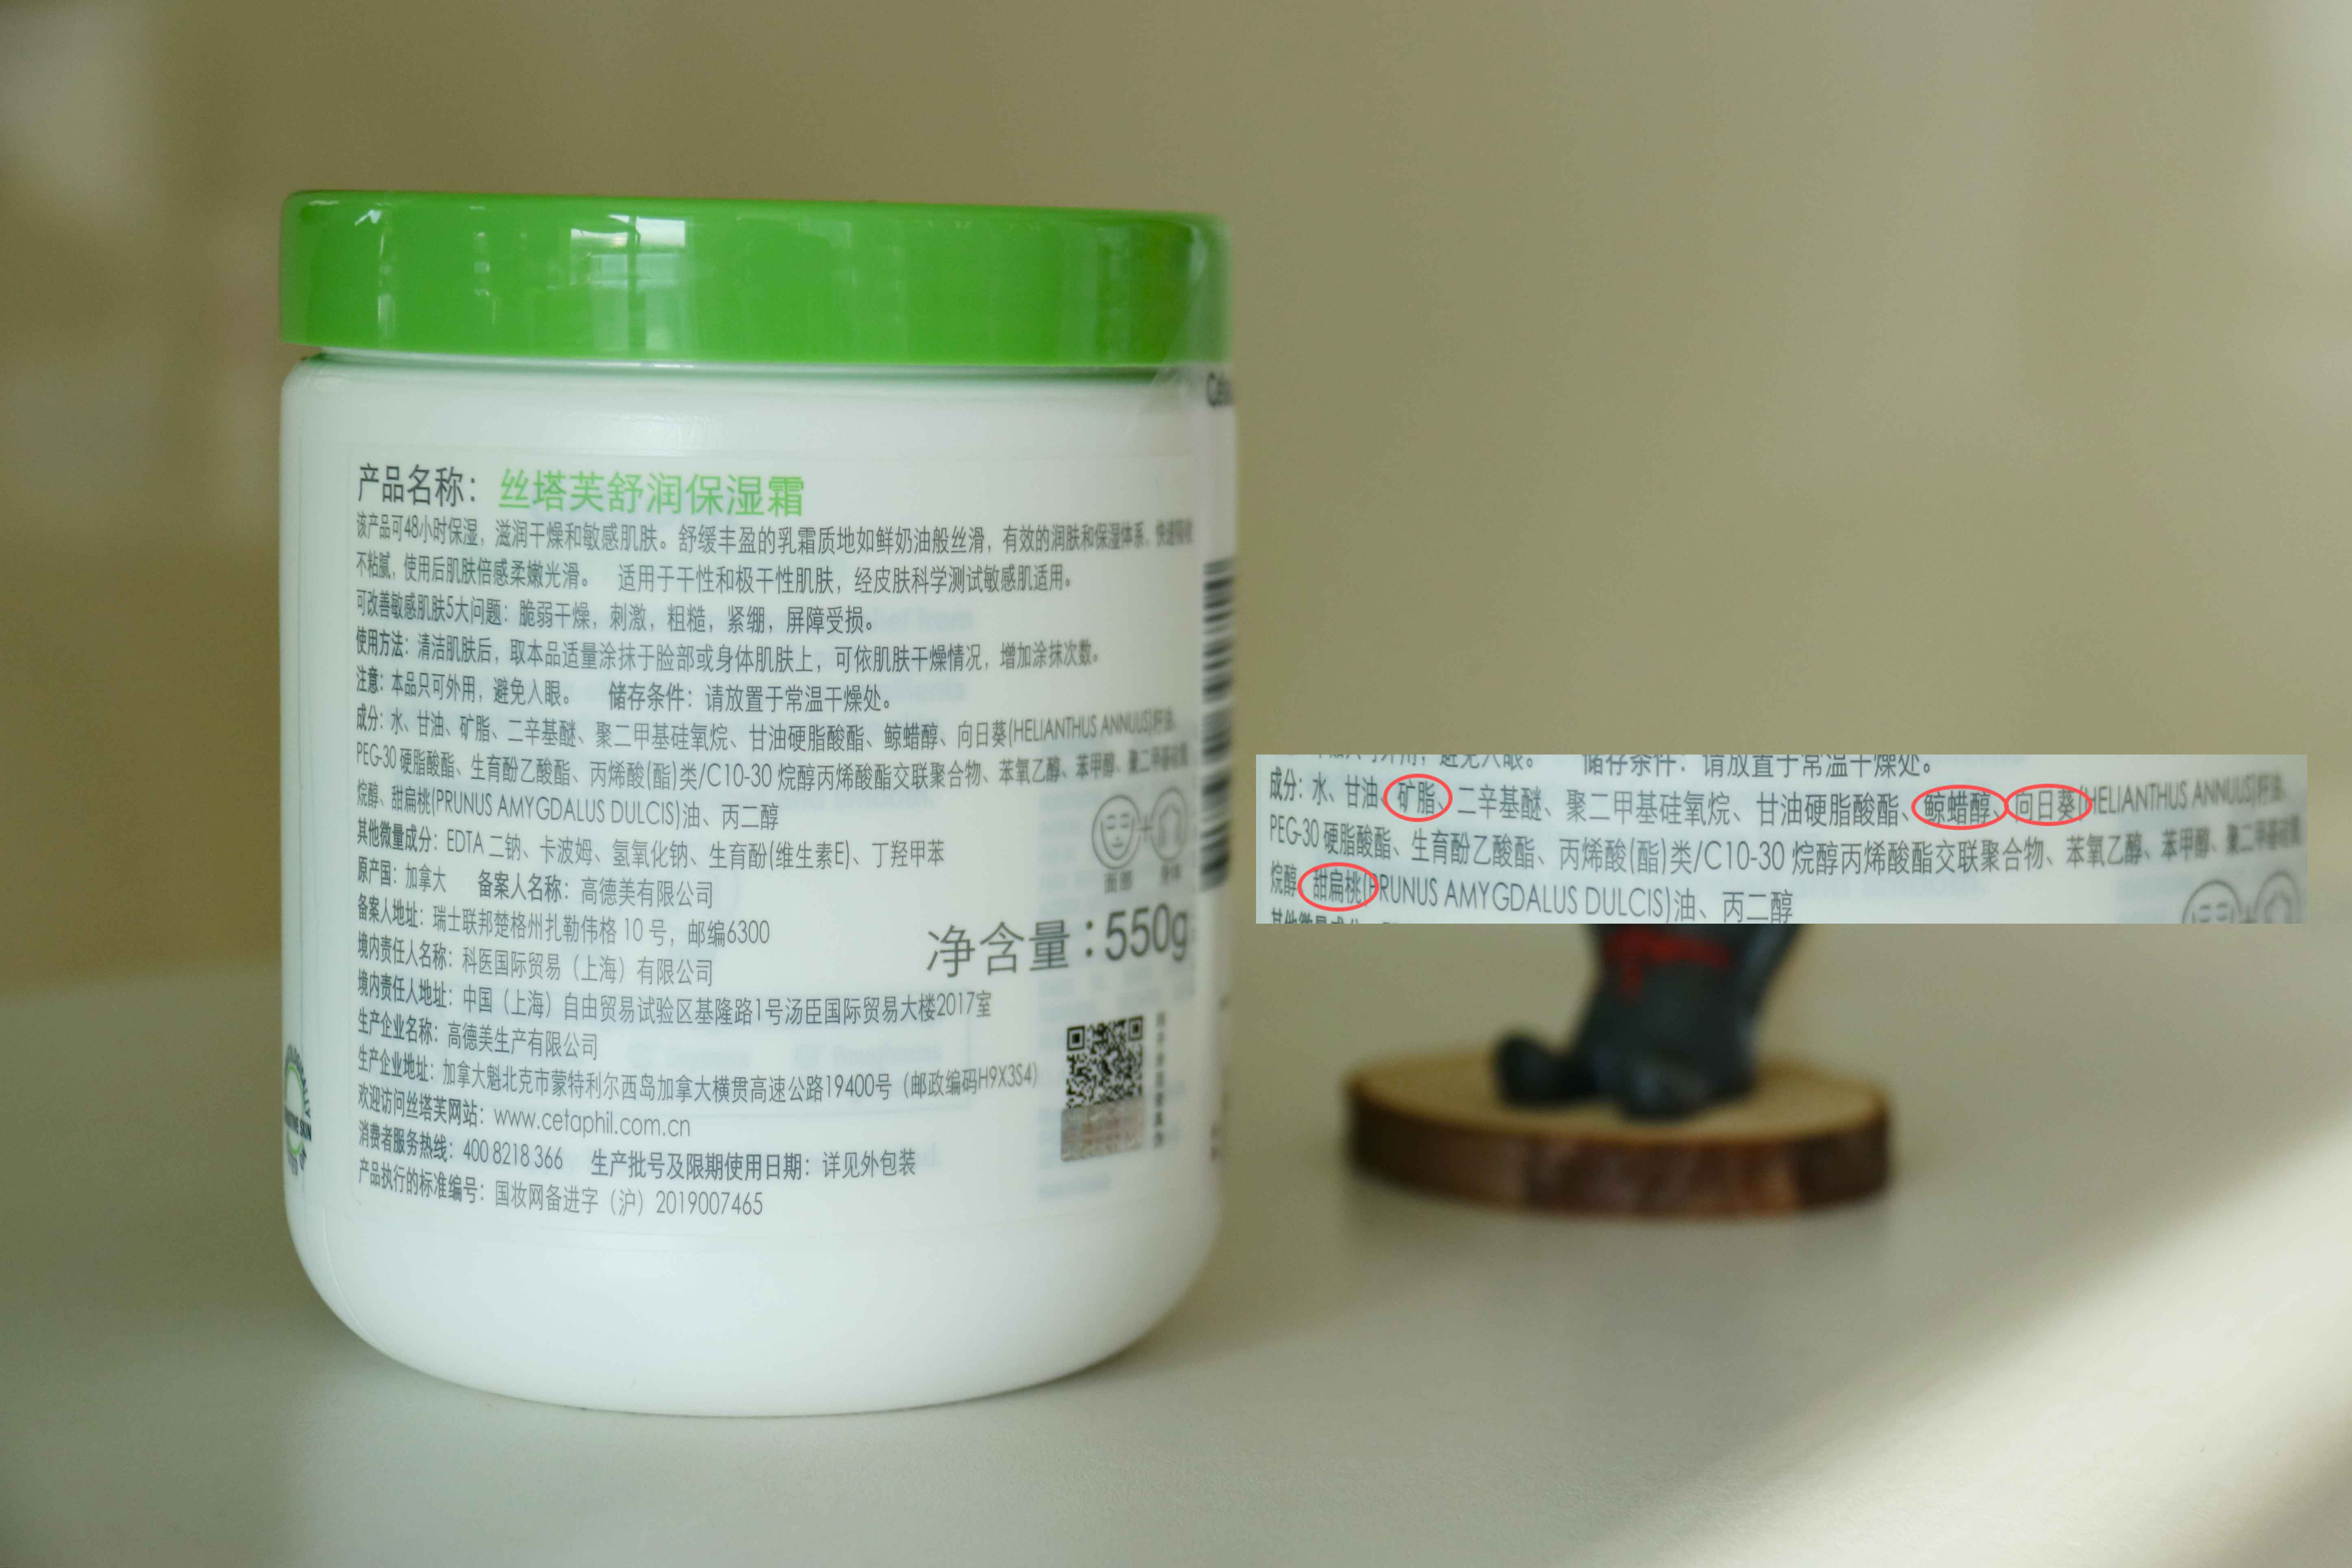 产品名称：丝塔芙舒润保湿霜
该产品可48小时保湿，滋润干燥和敏感肌肤。舒缓丰盈的乳霜质地如鲜奶油般丝滑，有效的润肤和保湿体系，快速吸收
不粘腻，使用后肌肤倍感柔嫩光滑。 适用于干性和极干性肌肤，经皮肤科学测试敏感肌适用。
可改善敏感肌肤5大问题：脆弱干燥，刺激，粗糙，紧绷，屏障受损。
使用方法：清洁肌肤后，取本品适量涂抹于脸部或身体肌肤上，可依肌肤干燥情况，增加涂抹次数。
注意：本品只可外用，避免入眼。 储存条件：请放置于常温干燥处。
成分：水、甘油、矿脂、二辛基醚、聚二甲基硅氧烷、甘油硬脂酸酯、鲸蜡醇、向日葵(HELIANTHUS ANNUUS)籽油、
PEG-30 硬脂酸酯、生育酚乙酸酯、丙烯酸(酯)类/C10-30 烷醇丙烯酸酯交联聚合物、苯氧乙醇、苯甲醇、聚二甲基硅氧
烷醇、甜扁桃(PRUNUS AMYGDALUS DULCIS)油、丙二醇
其他微量成分：EDTA 二钠、卡波姆、氢氧化钠、生育酚(维生素E)、丁羟甲苯
原产国：加拿大 备案人名称：高德美有限公司
备案人地址：瑞士联邦楚格州扎勒伟格 10 号，邮编6300
境内责任人名称：科医国际贸易（上海）有限公司
境内责任人地址：中国（上海）自由贸易试验区基隆路1号汤臣国际贸易大楼2017室
生产企业名称：高德美生产有限公司
生产企业地址：加拿大魁北克市蒙特利尔西岛加拿大横贯高速公路19400号（邮政编码H9X3S4）
欢迎访问丝塔芙网站：www.cetaphil.com.cn
消费者服务热线：400 8218 366 生产批号及限期使用日期：详见外包装
产品执行的标准编号：国妆网备进字（沪）2019007465
面部
身体
净含量：550g
避免入眼。 储存条件：请放置于常温干燥处。
成分：水、甘油、矿脂、二辛基醚、聚二甲基硅氧烷、甘油硬脂酸酯、鲸蜡醇、向日葵(HELIANTHUS ANNUUS)籽油、
PEG-30 硬脂酸酯、生育酚乙酸酯、丙烯酸(酯)类/C10-30 烷醇丙烯酸酯交联聚合物、苯氧乙醇、苯甲醇、聚二甲基硅氧
烷醇、甜扁桃(PRUNUS AMYGDALUS DULCIS)油、丙二醇